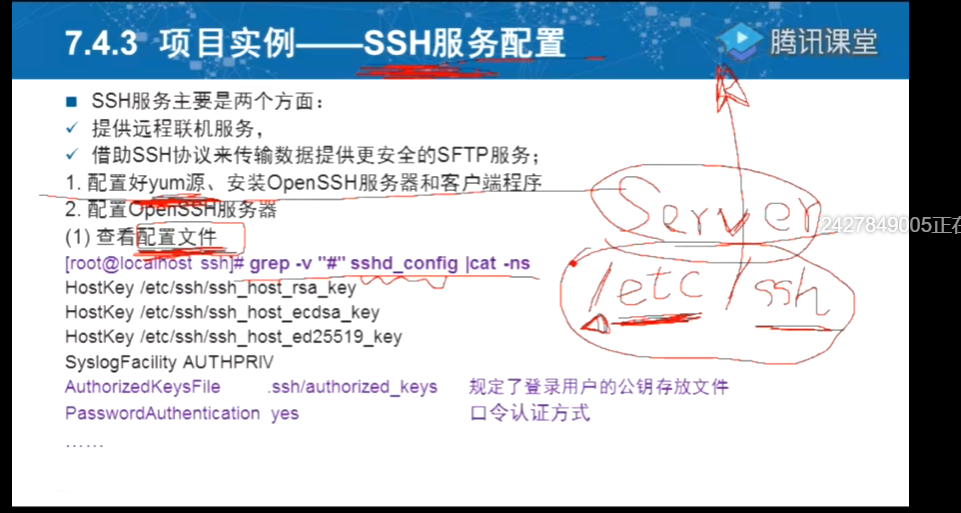 7.4.3 项目实例——SSH服务配置
腾讯课堂
■ SSH服务主要是两个方面：
✓ 提供远程联机服务，
✓ 借助SSH协议来传输数据提供更安全的SFTP服务；
1. 配置好yum源、安装OpenSSH服务器和客户端程序
2. 配置OpenSSH服务器
(1) 查看配置文件
[root@localhost ssh]# grep -v "#" sshd_config |cat -ns
HostKey /etc/ssh/ssh_host_rsa_key
HostKey /etc/ssh/ssh_host_ecdsa_key
HostKey /etc/ssh/ssh_host_ed25519_key
SyslogFacility AUTHPRIV
AuthorizedKeysFile .ssh/authorized_keys 规定了登录用户的公钥存放文件
PasswordAuthentication yes 口令认证方式
……
Server
2427849005正在
/etc/ssh